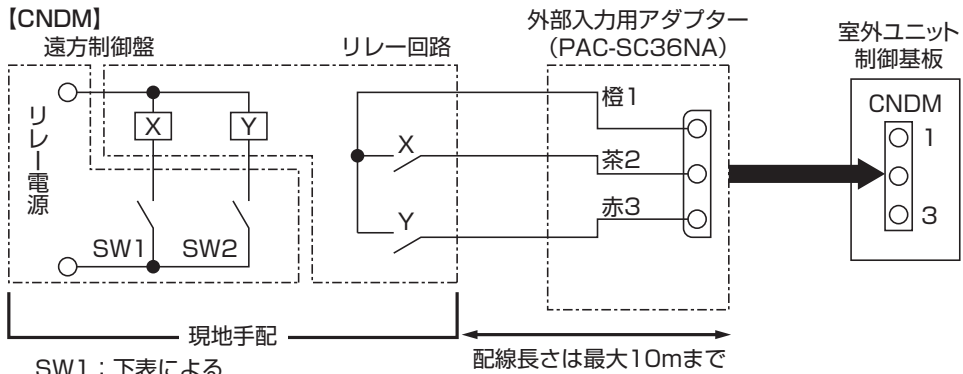 【CNDM】
遠方制御盤
リレー回路
外部入力用アダプター
(PAC-SC36NA)
室外ユニット
制御基板
リレー電源
X
Y
SW1
SW2
X
Y
橙1
茶2
赤3
CNDM
1
3
現地手配
配線長さは最大10mまで
SW1：下表による